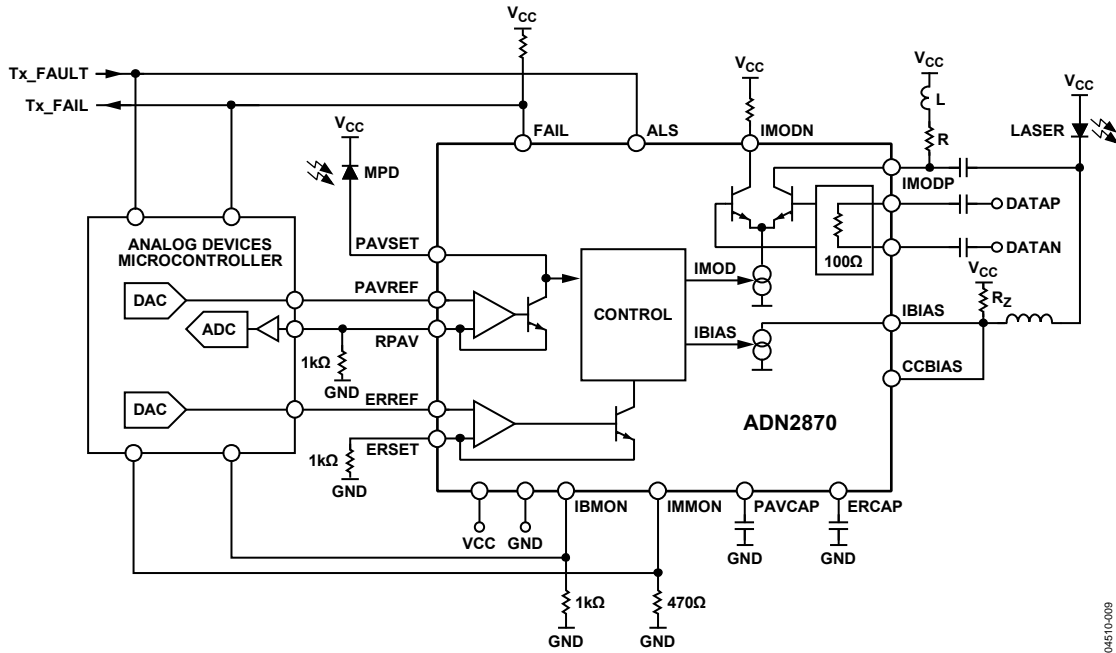 VCC
Tx_FAULT
Tx_FAIL
VCC
VCC
VCC
VCC
L
R
LASER
FAIL
ALS
IMODN
MPD
IMODP
DATAP
DATAN
100Ω
ANALOG DEVICES
MICROCONTROLLER
PAVSET
DAC
PAVREF
ADC
RPAV
1kΩ
GND
CONTROL
IMOD
IBIAS
VCC
RZ
IBIAS
CCBIAS
DAC
ERREF
ERSET
1kΩ
GND
ADN2870
VCC
GND
IBMON
IMMON
PAVCAP
ERCAP
GND
GND
1kΩ
470Ω
GND
GND
04510-009